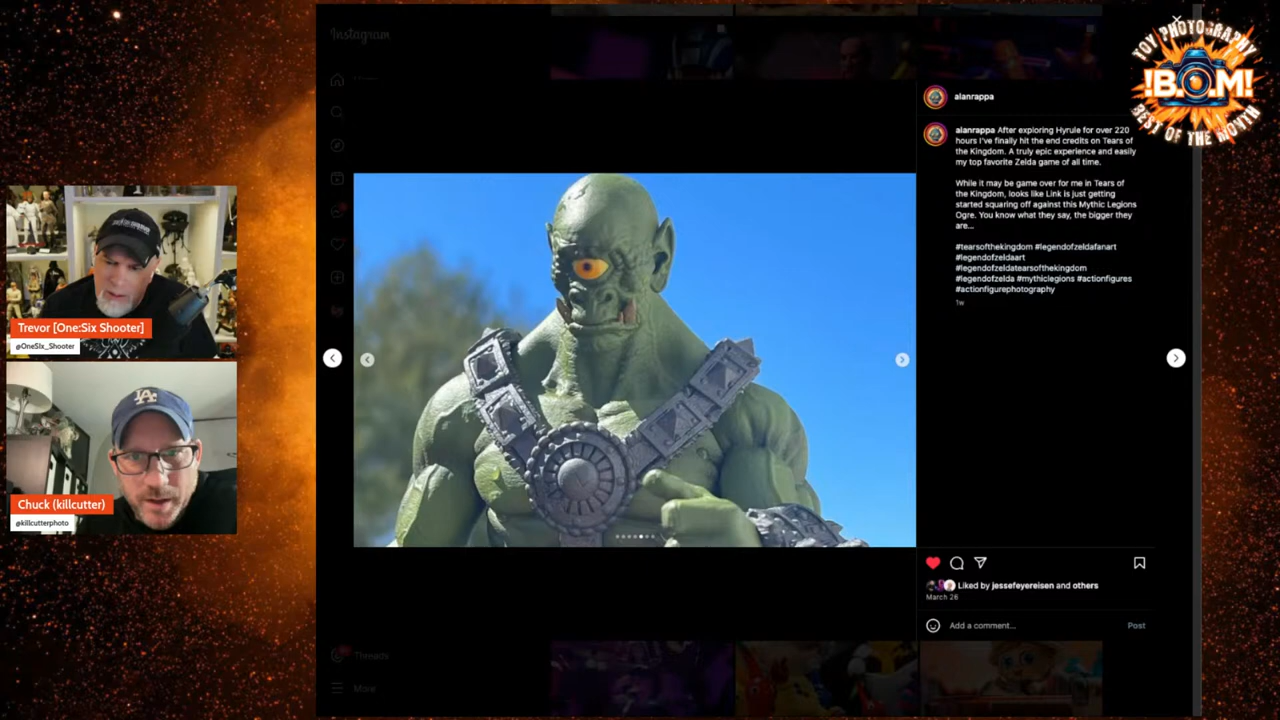 Instagram
TOY PHOTOGRAPHY
!B.O.M!
BEST OF THE MONTH
alanrappa
alanrappa After exploring Hyrule for over 220
hours I've finally hit the end credits on Tears of
the Kingdom. A truly epic experience and easily
my top favorite Zelda game of all time.
While it may be game over for me in Tears of
the Kingdom, looks like Link is just getting
started squaring off against this Mythic Legions
Ogre. You know what they say, the bigger they
are...
#tearsofthekingdom #legendofzeldafanart
#legendofzeldaart
#legendofzeldatearsofthekingdom
#legendofzelda #mythiclegions #actionfigures
#actionfigurephotography
1w
Trevor [One:Six Shooter]
@OneSix_Shooter
LA
Chuck (killcutter)
@killcutterphoto
Liked by jessefeyereisen and others
March 26
Add a comment...
Post
Threads
More